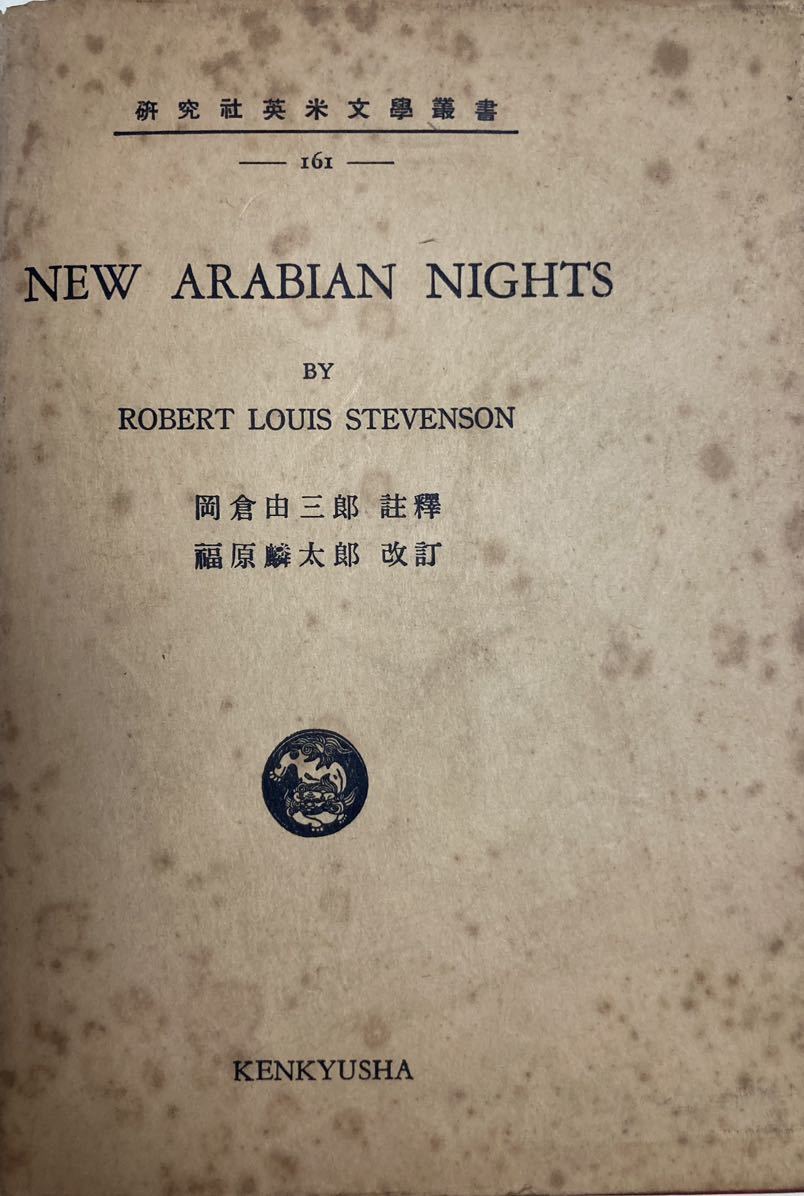 研究社英米文學叢書
— 161 —
NEW ARABIAN NIGHTS
BY
ROBERT LOUIS STEVENSON
岡倉由三郎 註釋
福原麟太郎 改訂
KENKYUSHA